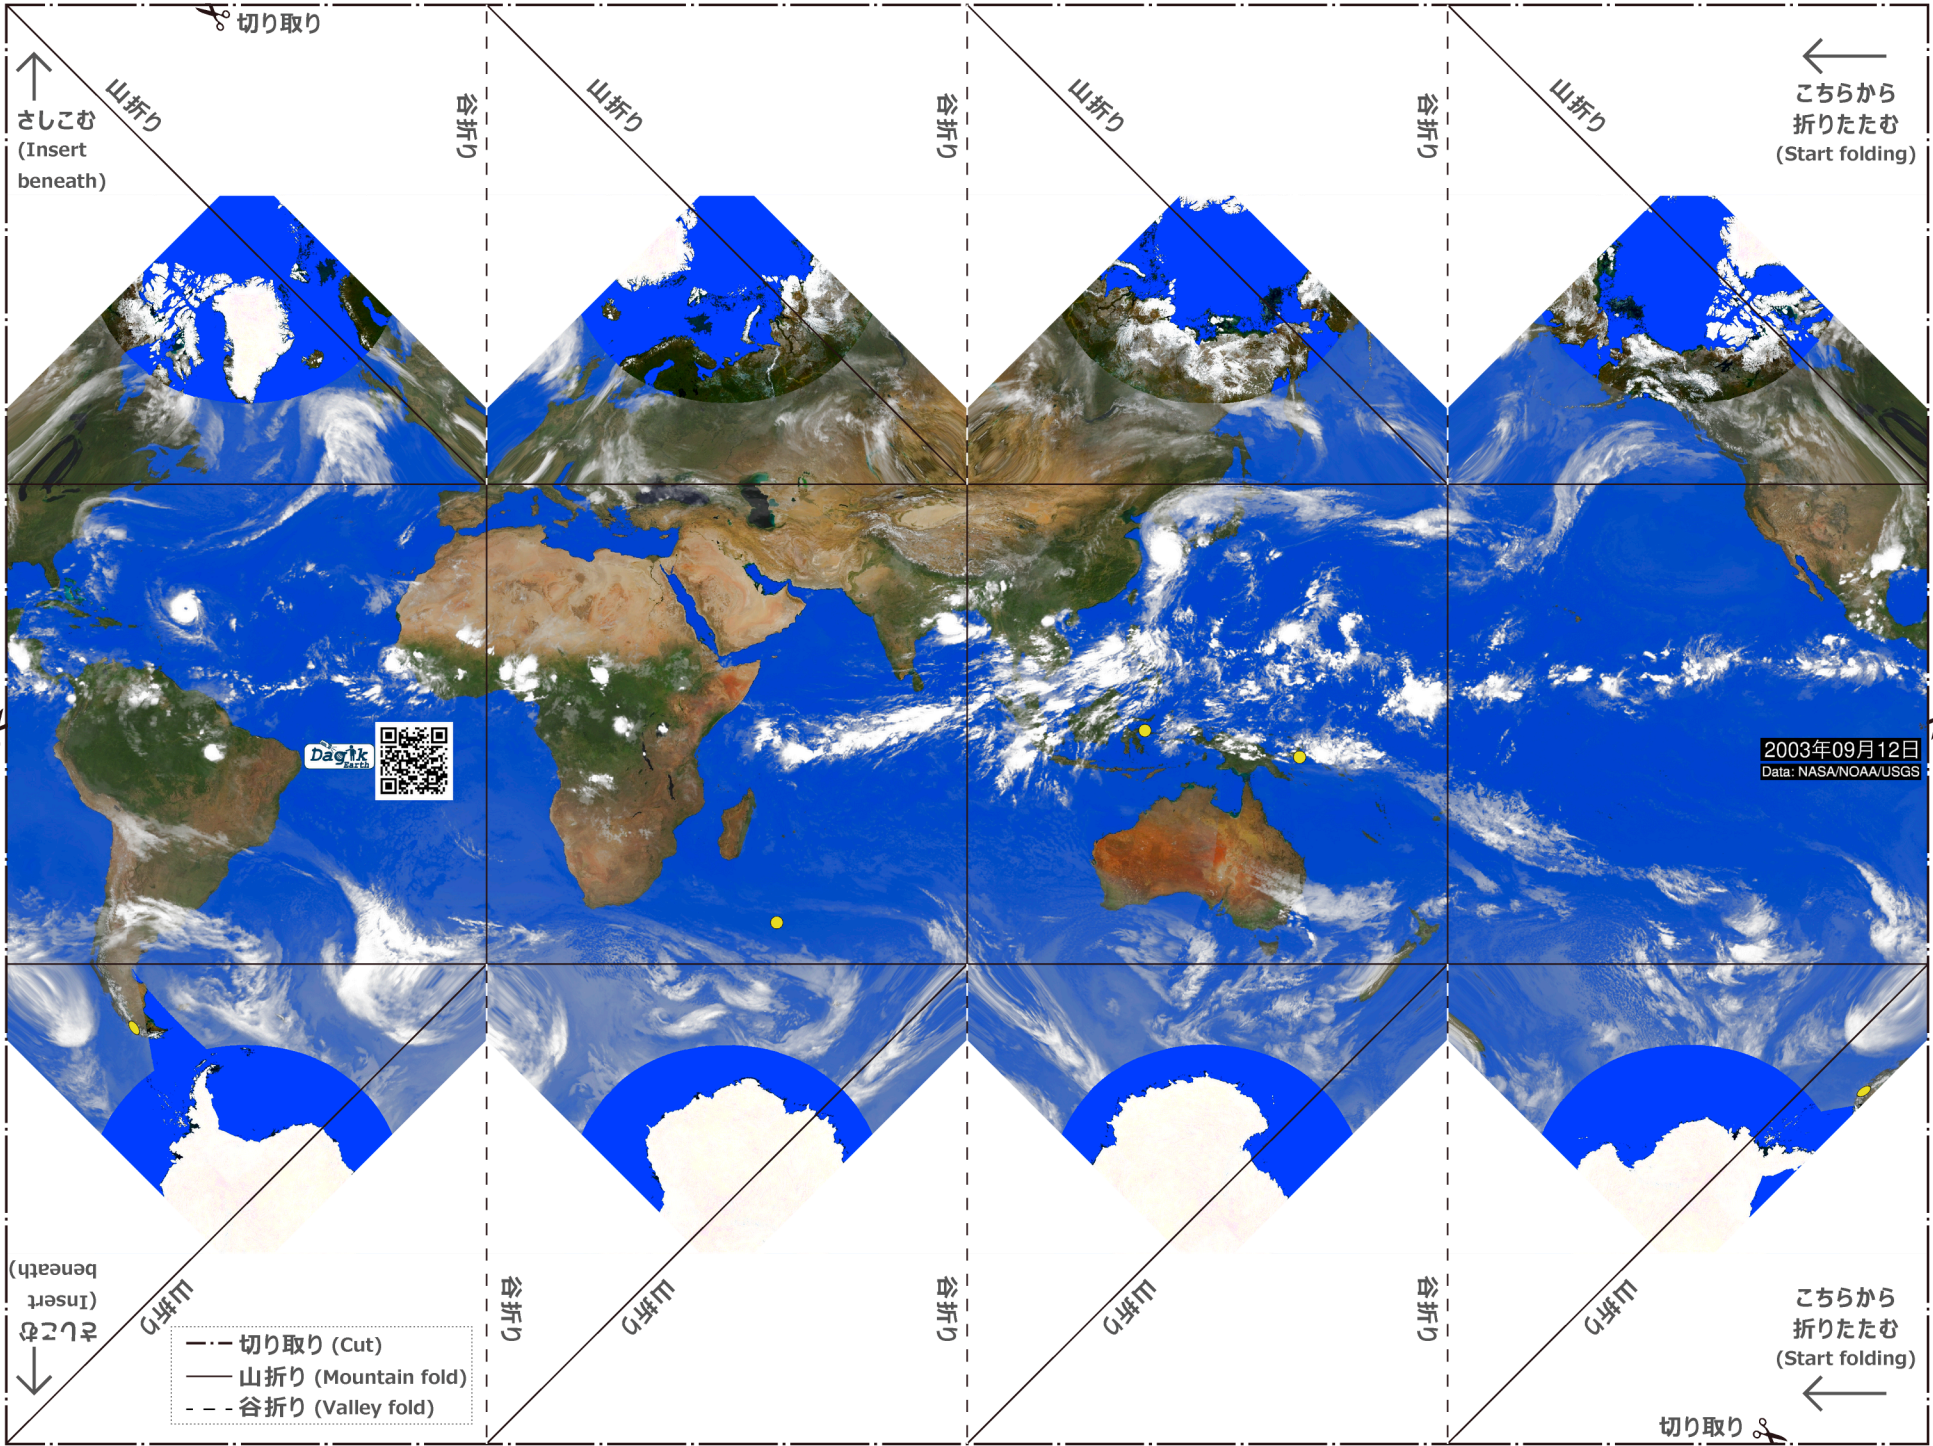 切り取り
山折り
谷折り
山折り
谷折り
山折り
谷折り
山折り
さしこむ
(Insert
beneath)
こちらから
折りたたむ
(Start folding)
Dagik
Earth
2003年09月12日
Data: NASA/NOAA/USGS
さしこむ
(Insert
beneath)
山折り
谷折り
山折り
谷折り
山折り
谷折り
山折り
こちらから
折りたたむ
(Start folding)
切り取り (Cut)
山折り (Mountain fold)
谷折り (Valley fold)
切り取り